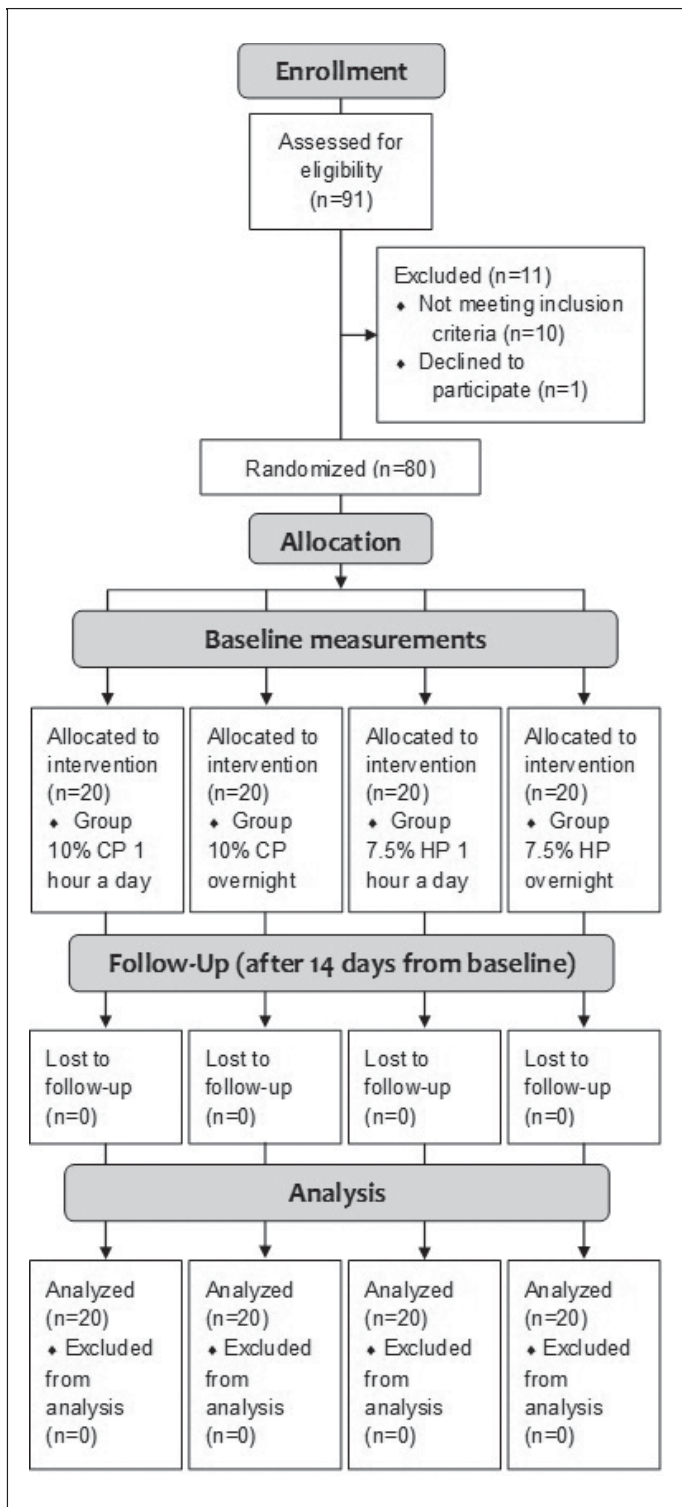 Enrollment
Assessed for
eligibility
(n=91)
Excluded (n=11)
♦ Not meeting inclusion
criteria (n=10)
♦ Declined to
participate (n=1)
Randomized (n=80)
Allocation
Baseline measurements
Allocated to
intervention
(n=20)
♦ Group
10% CP 1
hour a day
Allocated to
intervention
(n=20)
♦ Group
10% CP
overnight
Allocated to
intervention
(n=20)
♦ Group
7.5% HP 1
hour a day
Allocated to
intervention
(n=20)
♦ Group
7.5% HP
overnight
Follow-Up (after 14 days from baseline)
Lost to
follow-up
(n=0)
Lost to
follow-up
(n=0)
Lost to
follow-up
(n=0)
Lost to
follow-up
(n=0)
Analysis
Analyzed
(n=20)
♦ Excluded
from
analysis
(n=0)
Analyzed
(n=20)
♦ Excluded
from
analysis
(n=0)
Analyzed
(n=20)
♦ Excluded
from
analysis
(n=0)
Analyzed
(n=20)
♦ Excluded
from
analysis
(n=0)